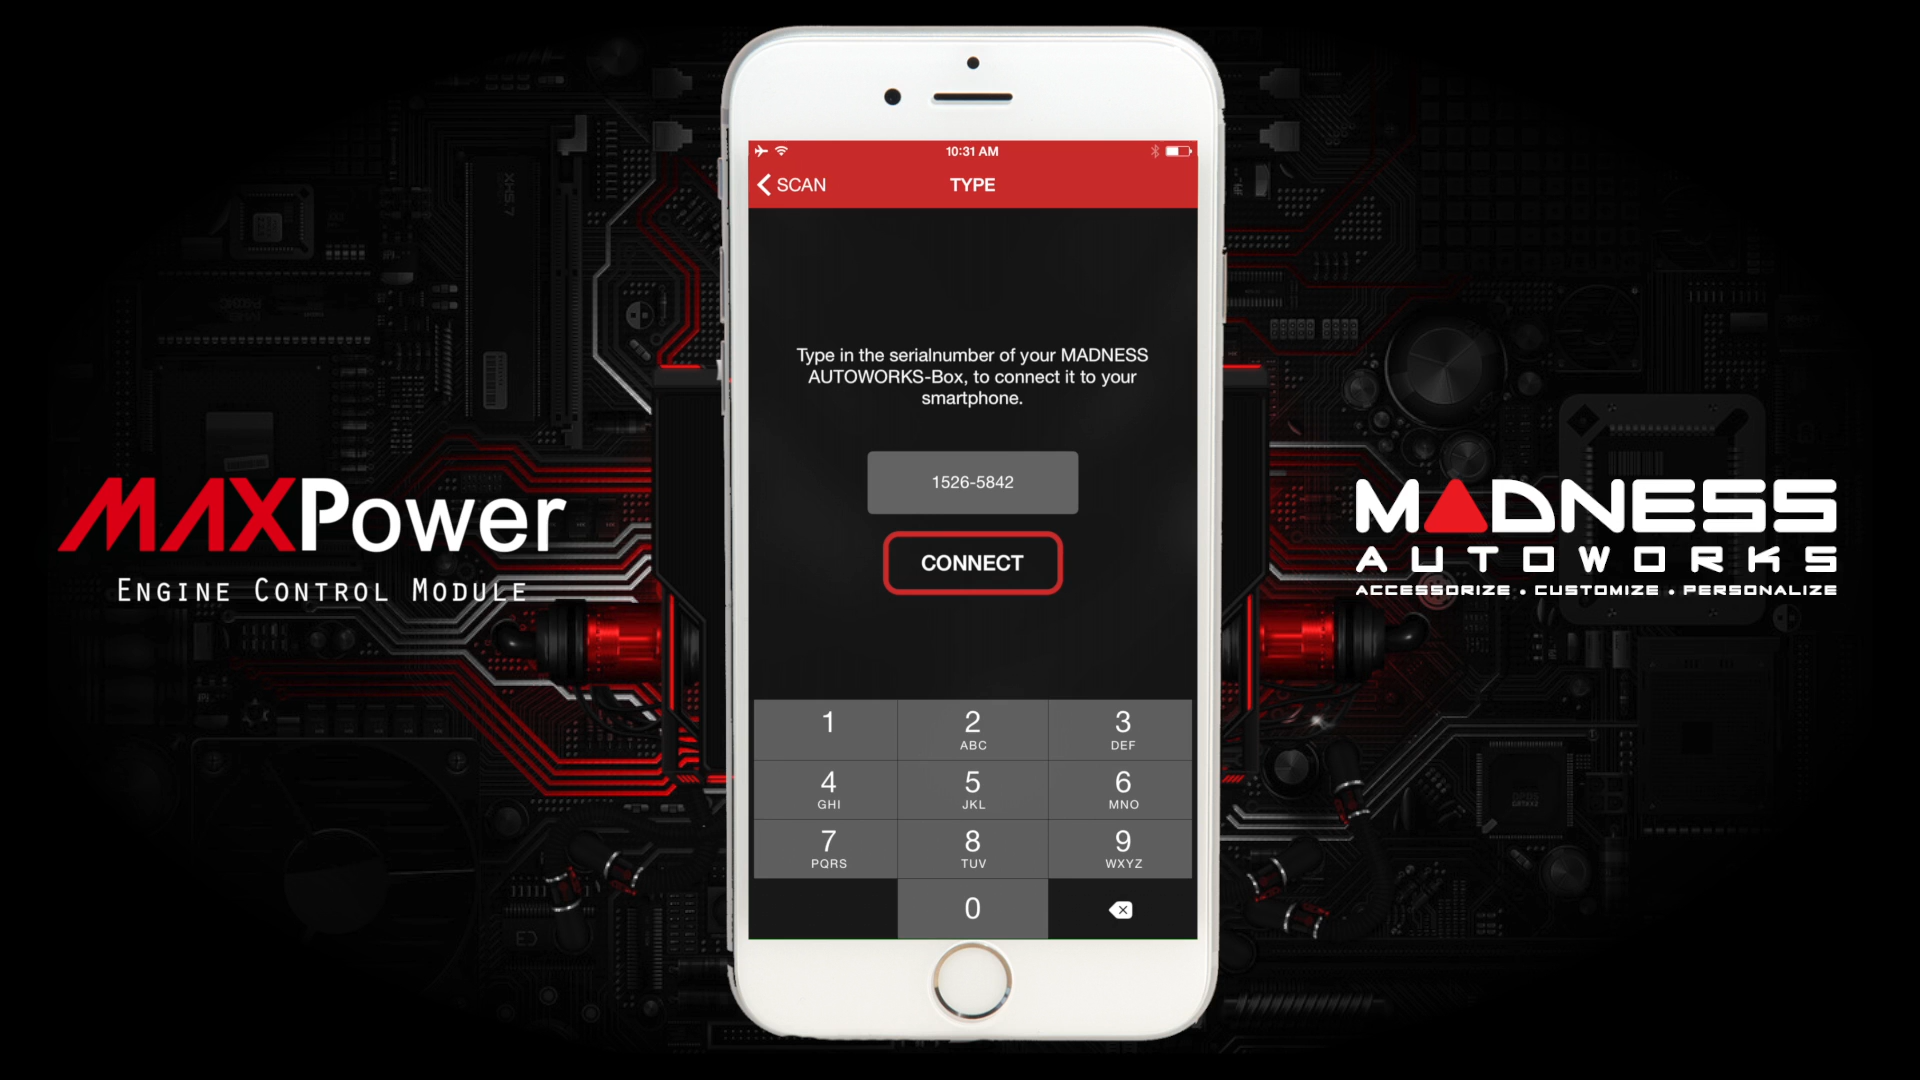 10:31 AM
SCAN
TYPE
Type in the serialnumber of your MADNESS
AUTOWORKS-Box, to connect it to your
smartphone.
1526-5842
CONNECT
MAXPower
ENGINE CONTROL MODULE
MADNESS
AUTOWORKS
ACCESSORIZE • CUSTOMIZE • PERSONALIZE
1
2
3
ABC
DEF
4
5
6
GHI
JKL
MNO
7
8
9
PQRS
TUV
WXYZ
0